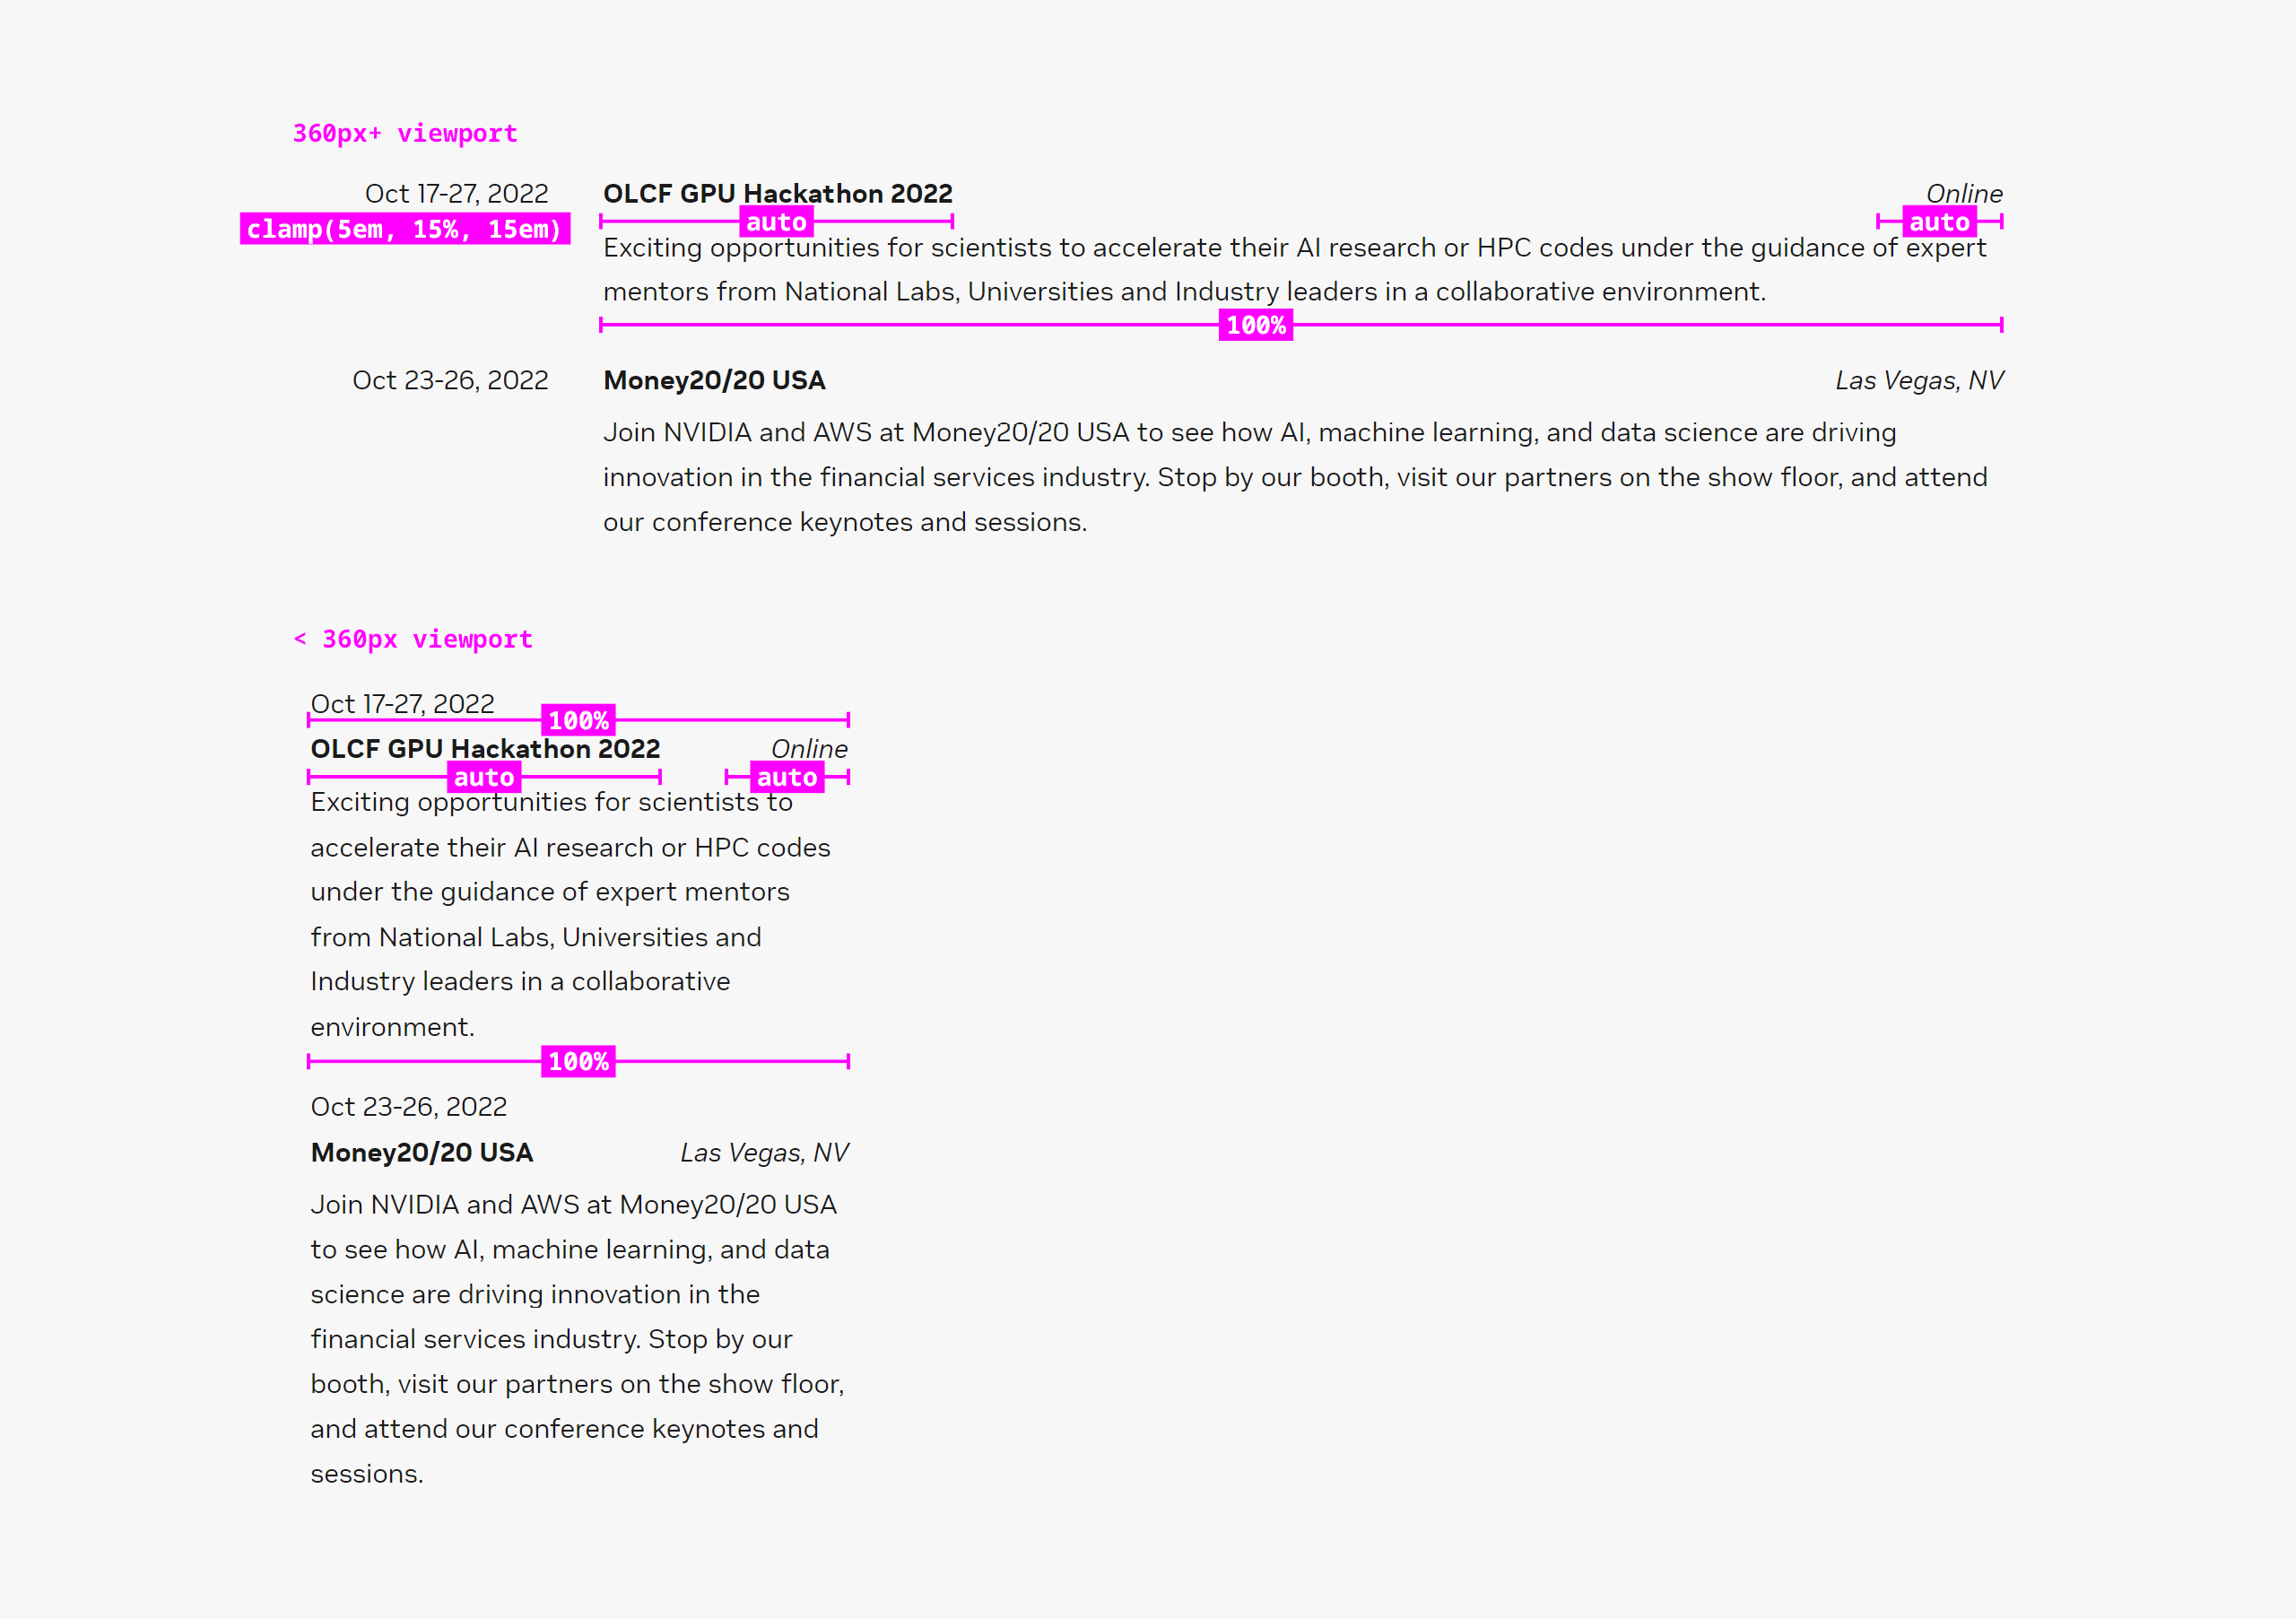 360px+ viewport
Oct 17-27, 2022
OLCF GPU Hackathon 2022
Online
clamp(5em, 15%, 15em)
auto
auto
Exciting opportunities for scientists to accelerate their AI research or HPC codes under the guidance of expert
mentors from National Labs, Universities and Industry leaders in a collaborative environment.
100%
Oct 23-26, 2022
Money20/20 USA
Las Vegas, NV
Join NVIDIA and AWS at Money20/20 USA to see how AI, machine learning, and data science are driving
innovation in the financial services industry. Stop by our booth, visit our partners on the show floor, and attend
our conference keynotes and sessions.
< 360px viewport
Oct 17-27, 2022
100%
OLCF GPU Hackathon 2022
Online
auto
auto
Exciting opportunities for scientists to
accelerate their AI research or HPC codes
under the guidance of expert mentors
from National Labs, Universities and
Industry leaders in a collaborative
environment.
100%
Oct 23-26, 2022
Money20/20 USA
Las Vegas, NV
Join NVIDIA and AWS at Money20/20 USA
to see how AI, machine learning, and data
science are driving innovation in the
financial services industry. Stop by our
booth, visit our partners on the show floor,
and attend our conference keynotes and
sessions.